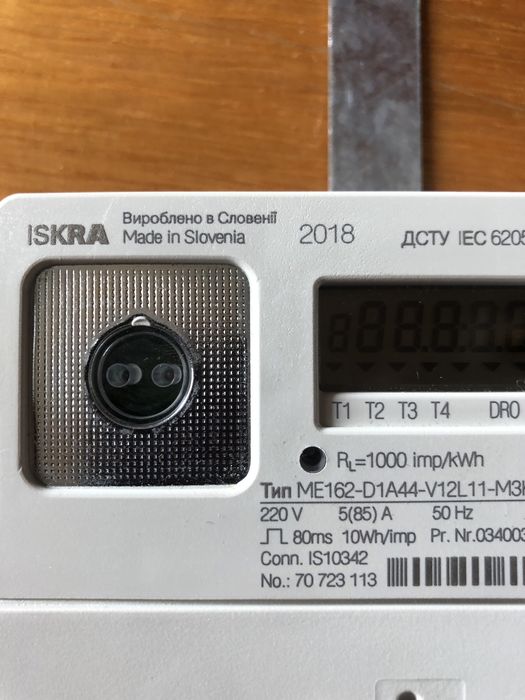 ISKRA
Вироблено в Словенії
Made in Slovenia
2018
ДСТУ IEC 6205
T1 T2 T3 T4 DRO
RL=1000 imp/kWh
Тип ME162-D1A44-V12L11-M3
220 V 5(85) A 50 Hz
80ms 10Wh/imp Pr. Nr.034003
Conn. IS10342
No.: 70 723 113